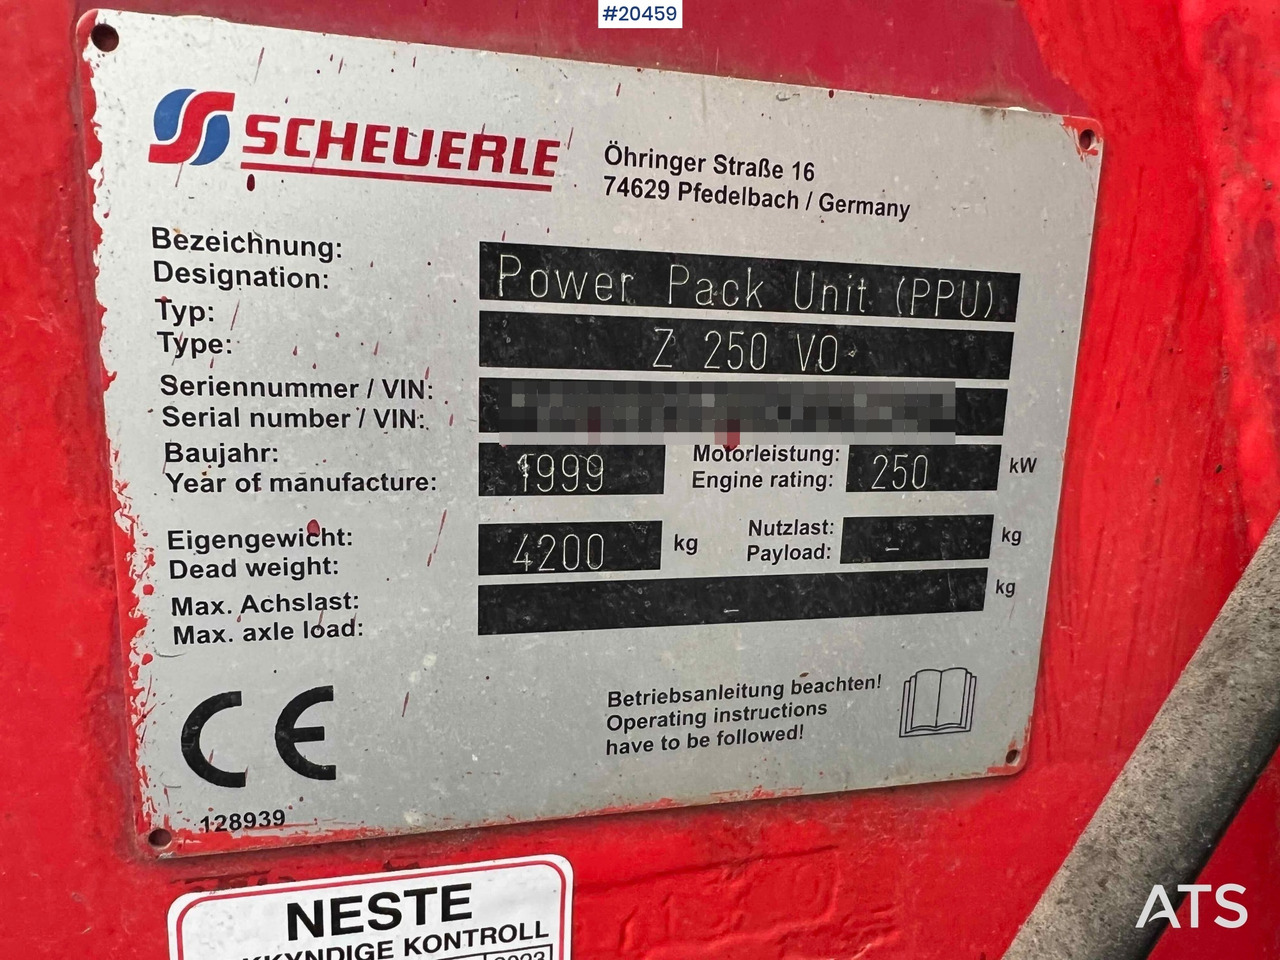 #20459
SCHEUERLE
Öhringer Straße 16
74629 Pfedelbach / Germany
Bezeichnung:
Designation:
Power Pack Unit (PPU)
Typ:
Type:
Z 250 VO
Seriennummer / VIN:
Serial number / VIN:
Baujahr:
Year of manufacture:
1999
Motorleistung:
Engine rating:
250 kW
Eigengewicht:
Dead weight:
4200 kg
Nutzlast:
Payload:
– kg
Max. Achslast:
Max. axle load:
– kg
CE
Betriebsanleitung beachten!
Operating instructions
have to be followed!
128939
NESTE
KONTROLL
ATS